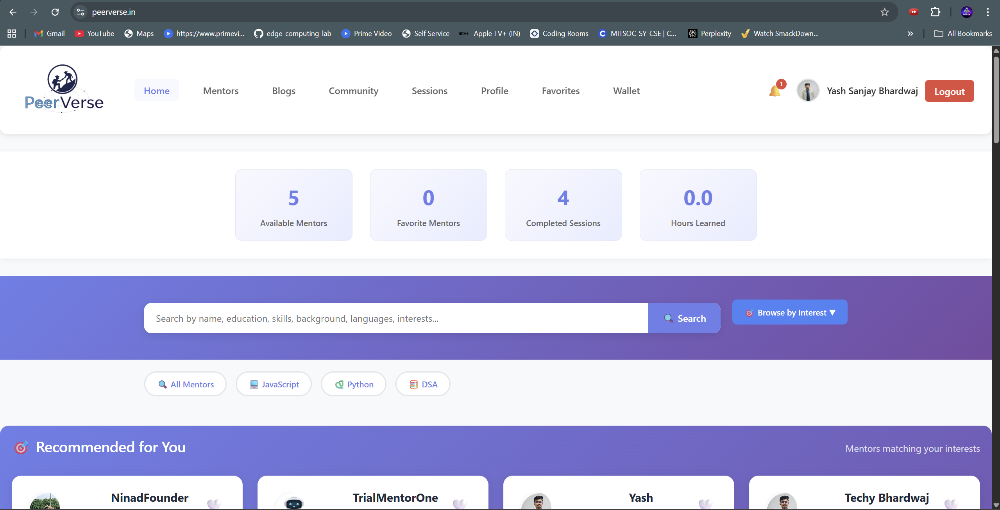 peerverse.in
Gmail
YouTube
Maps
https://www.primevi...
edge_computing_lab
Prime Video
Self Service
tv+ Apple TV+ (IN)
Coding Rooms
MITSOC_SY_CSE | C...
Perplexity
Watch SmackDown...
All Bookmarks
PeerVerse
Home
Mentors
Blogs
Community
Sessions
Profile
Favorites
Wallet
1
Yash Sanjay Bhardwaj
Logout
5
Available Mentors
0
Favorite Mentors
4
Completed Sessions
0.0
Hours Learned
Search by name, education, skills, background, languages, interests...
Search
Browse by Interest ▼
All Mentors
JavaScript
Python
DSA
Recommended for You
Mentors matching your interests
NinadFounder
TrialMentorOne
Yash
Techy Bhardwaj